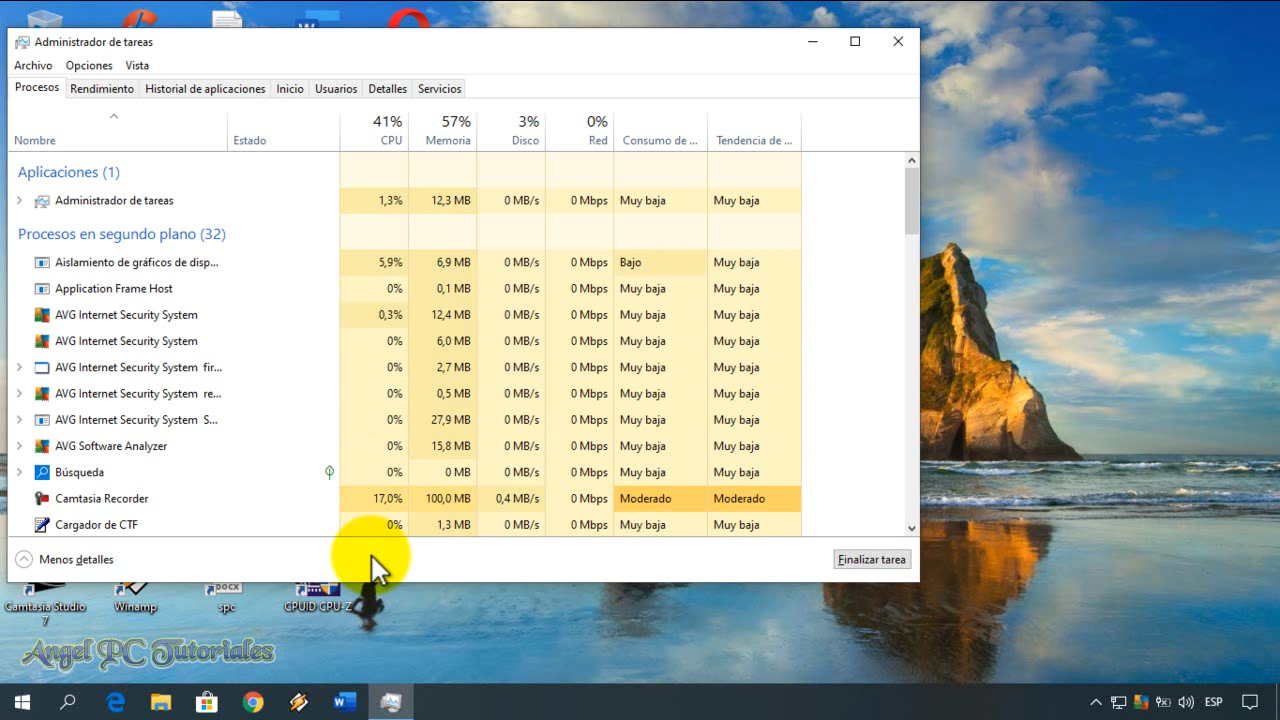 Administrador de tareas
Archivo Opciones Vista
Procesos Rendimiento Historial de aplicaciones Inicio Usuarios Detalles Servicios
41% 57% 3% 0%
Nombre Estado CPU Memoria Disco Red Consumo de ... Tendencia de ...
Aplicaciones (1)
Administrador de tareas 1,3% 12,3 MB 0 MB/s 0 Mbps Muy baja Muy baja
Procesos en segundo plano (32)
Aislamiento de gráficos de disp... 5,9% 6,9 MB 0 MB/s 0 Mbps Bajo Muy baja
Application Frame Host 0% 0,1 MB 0 MB/s 0 Mbps Muy baja Muy baja
AVG Internet Security System 0,3% 12,4 MB 0 MB/s 0 Mbps Muy baja Muy baja
AVG Internet Security System 0% 6,0 MB 0 MB/s 0 Mbps Muy baja Muy baja
AVG Internet Security System fir... 0% 2,7 MB 0 MB/s 0 Mbps Muy baja Muy baja
AVG Internet Security System re... 0% 0,5 MB 0 MB/s 0 Mbps Muy baja Muy baja
AVG Internet Security System S... 0% 27,9 MB 0 MB/s 0 Mbps Muy baja Muy baja
AVG Software Analyzer 0% 15,8 MB 0 MB/s 0 Mbps Muy baja Muy baja
Búsqueda 0% 0 MB 0 MB/s 0 Mbps Muy baja Muy baja
Camtasia Recorder 17,0% 100,0 MB 0,4 MB/s 0 Mbps Moderado Moderado
Cargador de CTF 0% 1,3 MB 0 MB/s 0 Mbps Muy baja Muy baja
Menos detalles Finalizar tarea
DOCX
Camtasia Studio 7 Winamp spc CPUID CPU-Z
Angel PC Tutoriales
ESP